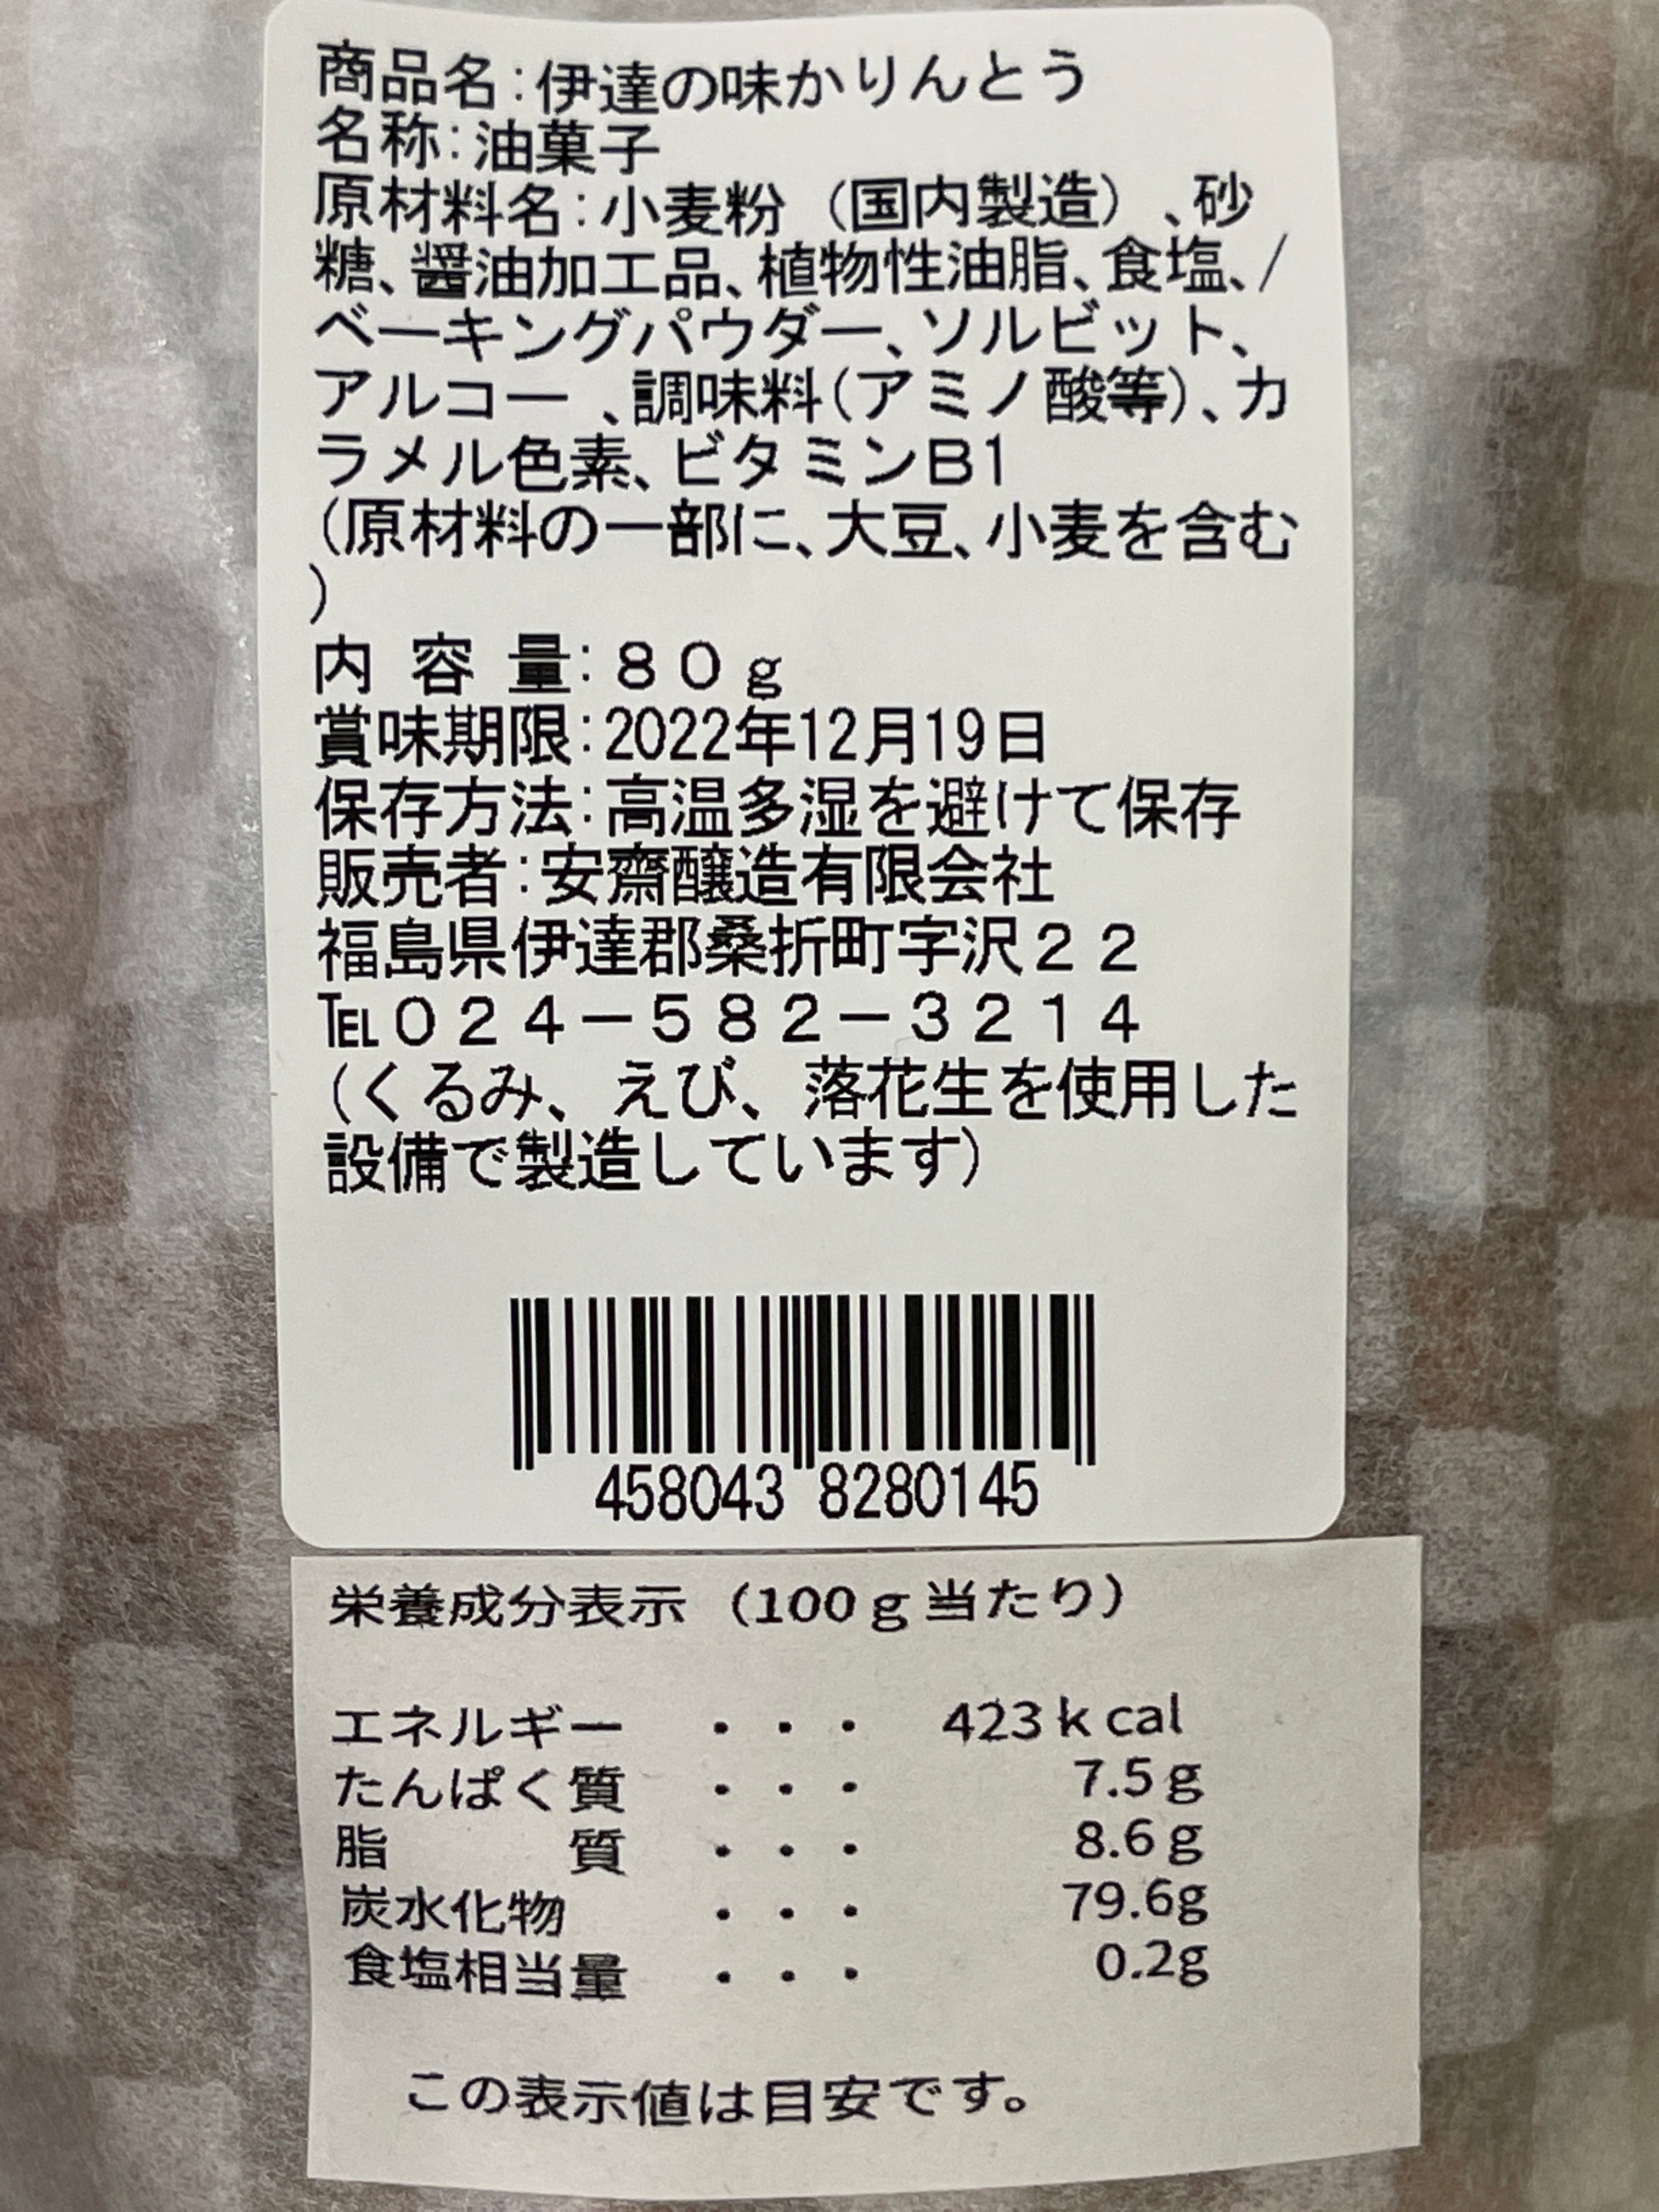 商品名:伊達の味かりんとう
名称:油菓子
原材料名:小麦粉（国内製造）、砂
糖、醤油加工品、植物性油脂、食塩、/
ベーキングパウダー、ソルビット、
アルコー 、調味料(アミノ酸等)、カ
ラメル色素、ビタミンB1
(原材料の一部に、大豆、小麦を含む
)
内 容 量:８０ｇ
賞味期限:2022年12月19日
保存方法:高温多湿を避けて保存
販売者:安齋醸造有限会社
福島県伊達郡桑折町字沢２２
℡０２４－５８２－３２１４
(くるみ、えび、落花生を使用した
設備で製造しています)
458043 8280145
栄養成分表示（100ｇ当たり）
エネルギー ・・・ 423ｋcal
たんぱく質 ・・・ 7.5ｇ
脂　　　質 ・・・ 8.6ｇ
炭水化物 ・・・ 79.6g
食塩相当量 ・・・ 0.2g
この表示値は目安です。